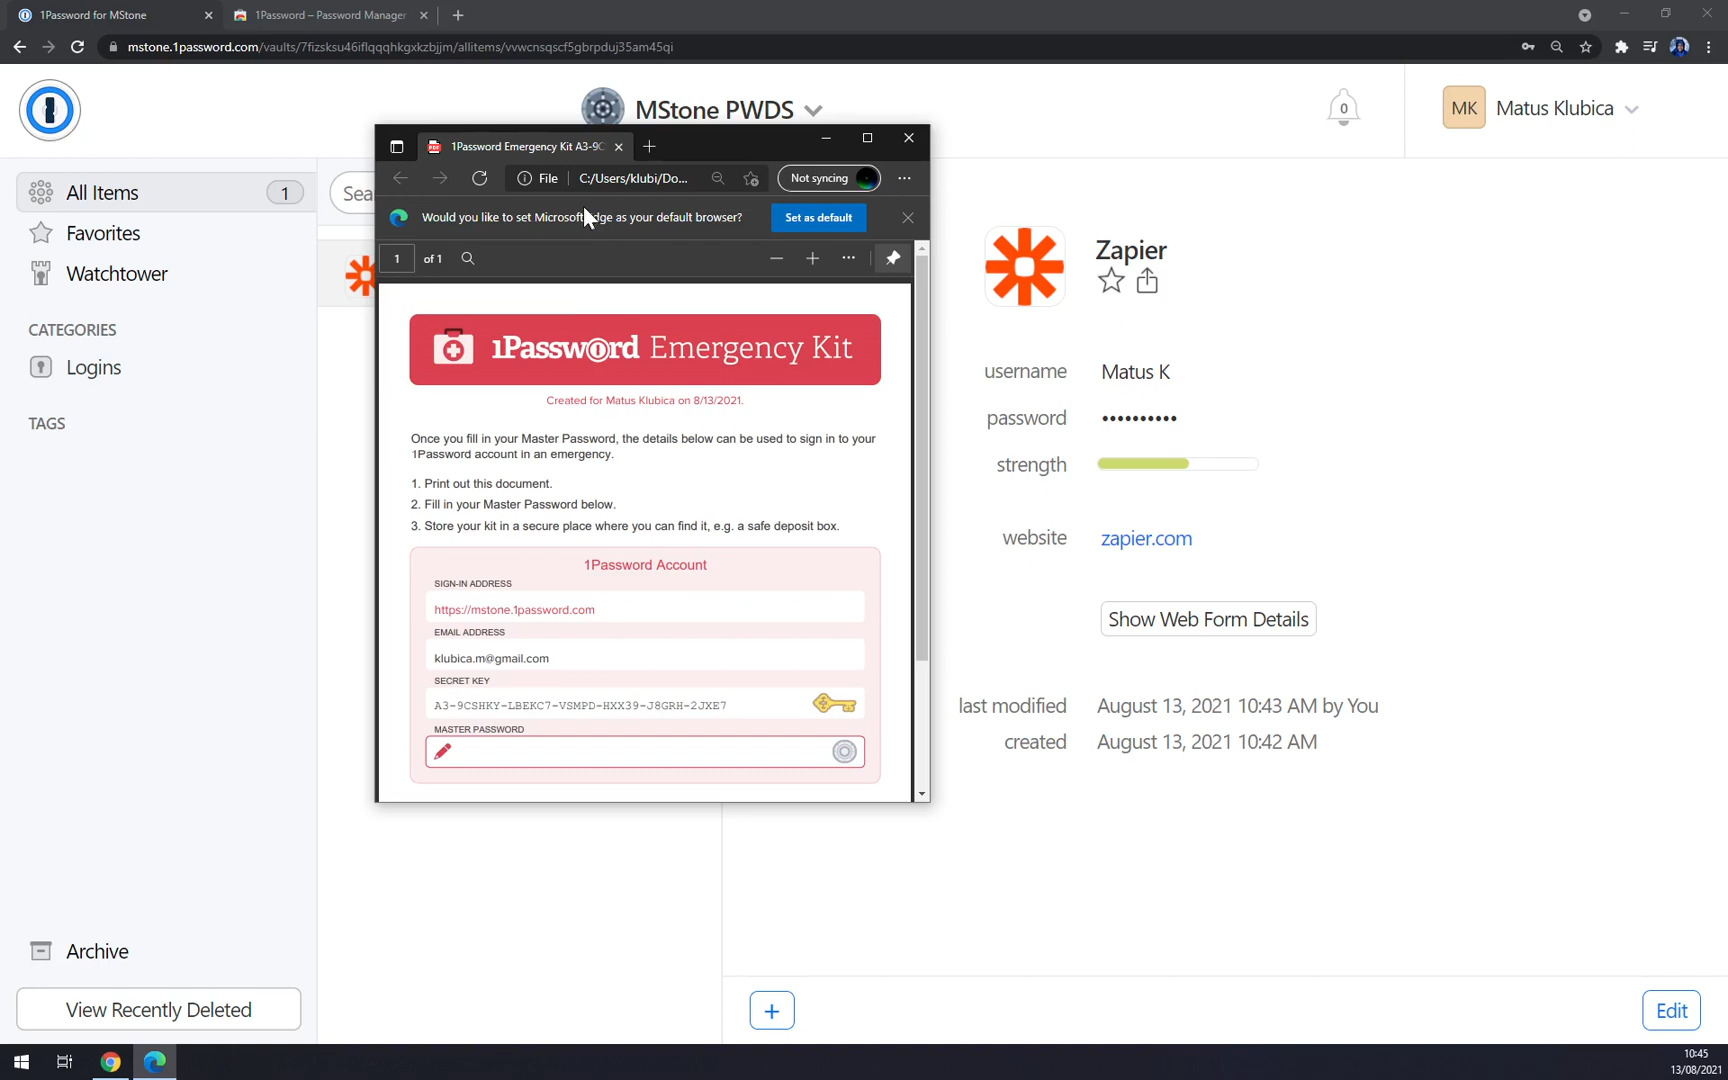 1Password for MStone
1Password – Password Manager
mstone.1password.com/vaults/7fizsksu46iflqqqhkgxkzbjjm/allitems/vvwcnsqscf5gbrpduj35am45qi
MStone PWDS
0
MK
Matus Klubica
All Items
1
Favorites
Watchtower
CATEGORIES
Logins
TAGS
Archive
View Recently Deleted
Sea
1Password Emergency Kit A3-9C
File
C:/Users/klubi/Do...
Not syncing
Would you like to set Microsoft dge as your default browser?
Set as default
1
of 1
1Password Emergency Kit
Created for Matus Klubica on 8/13/2021.
Once you fill in your Master Password, the details below can be used to sign in to your
1Password account in an emergency.
1. Print out this document.
2. Fill in your Master Password below.
3. Store your kit in a secure place where you can find it, e.g. a safe deposit box.
1Password Account
SIGN-IN ADDRESS
https://mstone.1password.com
EMAIL ADDRESS
klubica.m@gmail.com
SECRET KEY
A3-9CSHKY-LBEKC7-VSMPD-HXX39-J8GRH-2JXE7
MASTER PASSWORD
Zapier
username Matus K
password ••••••••••
strength
website zapier.com
Show Web Form Details
last modified August 13, 2021 10:43 AM by You
created August 13, 2021 10:42 AM
+
Edit
10:45
13/08/2021